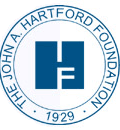 THE JOHN A. HARTFORD FOUNDATION
HF
· 1929 ·